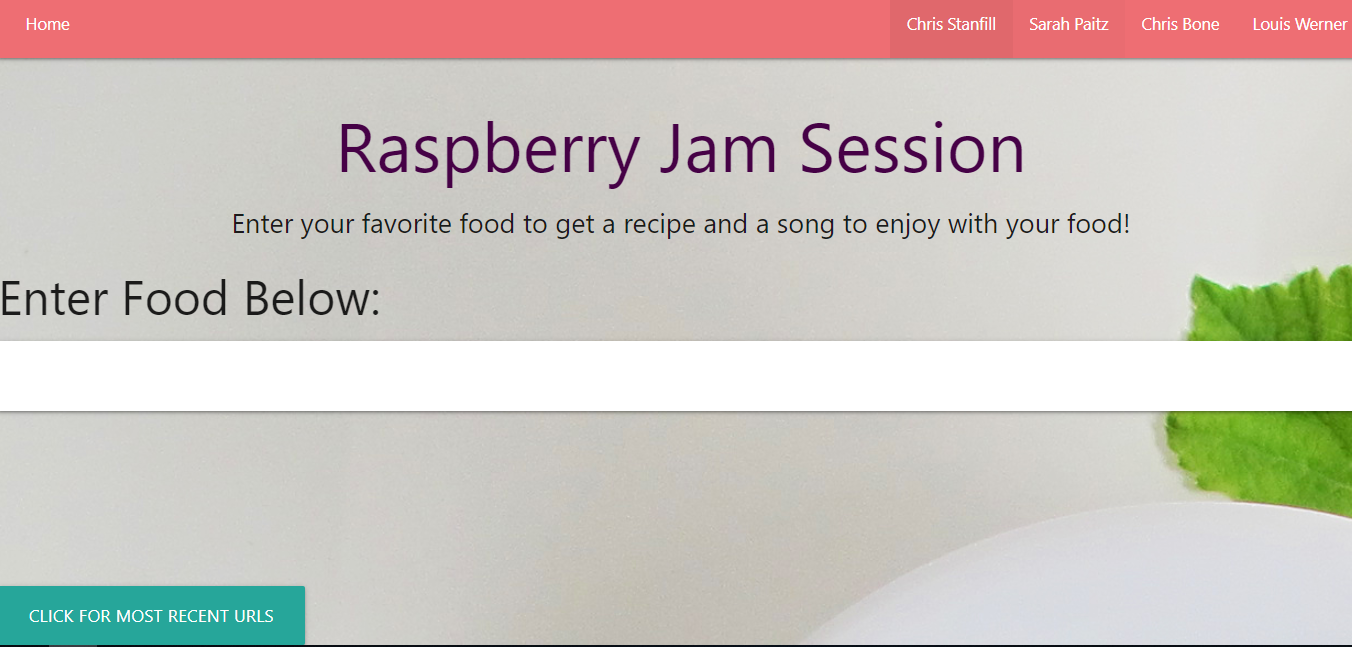 Home Chris Stanfill Sarah Paitz Chris Bone Louis Werner
Raspberry Jam Session
Enter your favorite food to get a recipe and a song to enjoy with your food!
Enter Food Below:
CLICK FOR MOST RECENT URLS